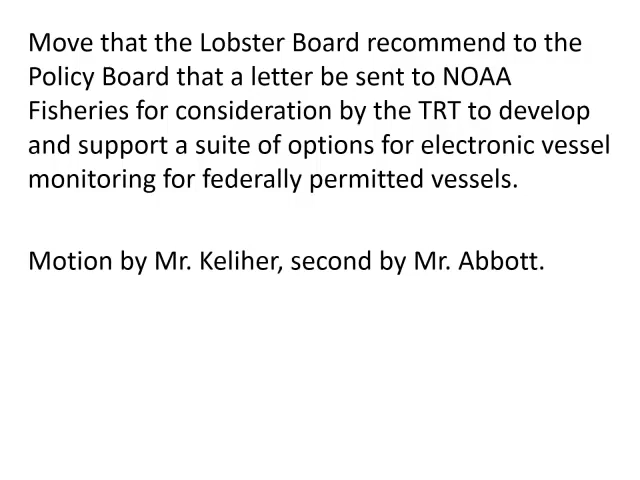 Move that the Lobster Board recommend to the
Policy Board that a letter be sent to NOAA
Fisheries for consideration by the TRT to develop
and support a suite of options for electronic vessel
monitoring for federally permitted vessels.
Motion by Mr. Keliher, second by Mr. Abbott.